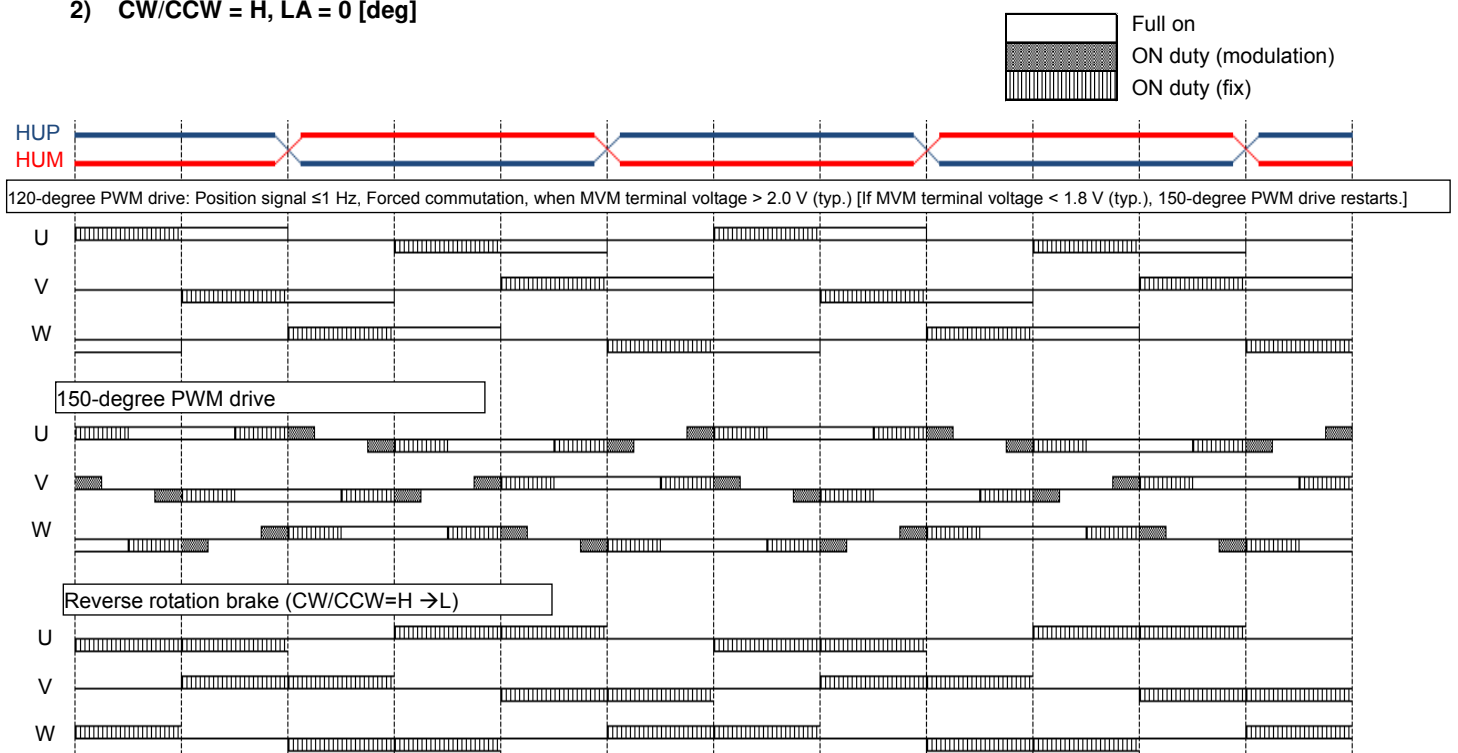 2) CW/CCW = H, LA = 0 [deg]
Full on
ON duty (modulation)
ON duty (fix)
HUP
HUM
120-degree PWM drive: Position signal ≤1 Hz, Forced commutation, when MVM terminal voltage > 2.0 V (typ.) [If MVM terminal voltage < 1.8 V (typ.), 150-degree PWM drive restarts.]
U
V
W
150-degree PWM drive
U
V
W
Reverse rotation brake (CW/CCW=H →L)
U
V
W